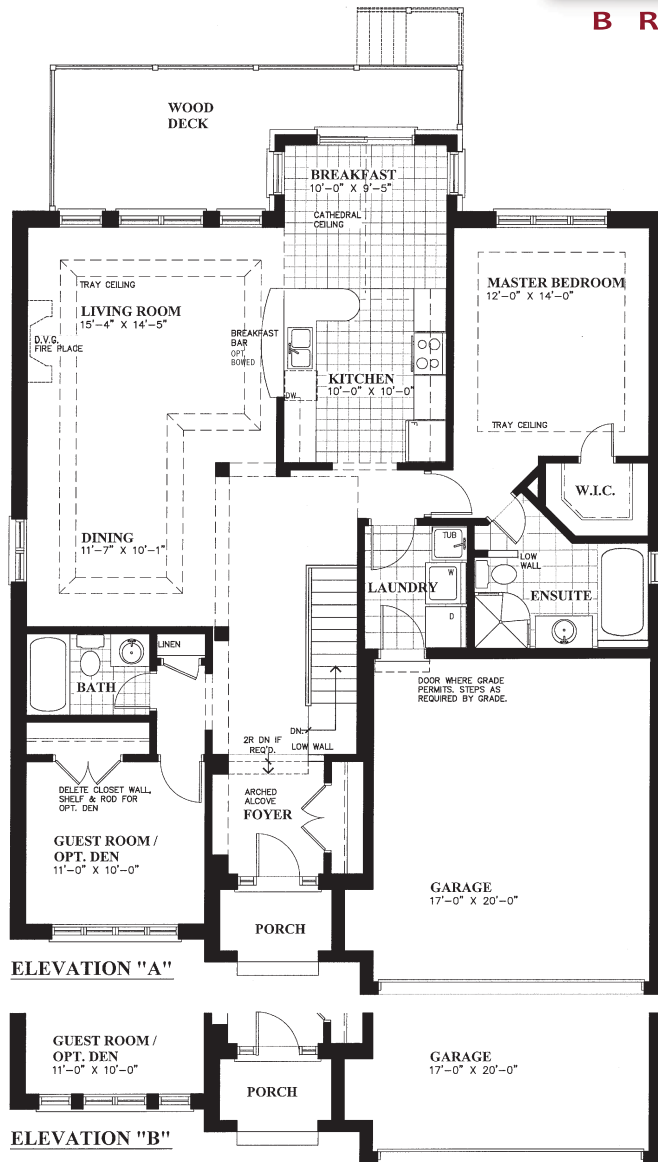 B R
WOOD
DECK
BREAKFAST
10'-0" X 9'-5"
CATHEDRAL
CEILING
TRAY CEILING
LIVING ROOM
15'-4" X 14'-5"
D.V.G.
FIRE PLACE
BREAKFAST
BAR
OPT.
BOWED
MASTER BEDROOM
12'-0" X 14'-0"
TRAY CEILING
KITCHEN
10'-0" X 10'-0"
DW
F
W.I.C.
DINING
11'-7" X 10'-1"
TUB
W
D
LAUNDRY
LOW
WALL
ENSUITE
LINEN
BATH
DOOR WHERE GRADE
PERMITS. STEPS AS
REQUIRED BY GRADE.
DN.
2R DN IF
REQ'D.
LOW WALL
DELETE CLOSET WALL,
SHELF & ROD FOR
OPT. DEN
ARCHED
ALCOVE
FOYER
GUEST ROOM /
OPT. DEN
11'-0" X 10'-0"
GARAGE
17'-0" X 20'-0"
PORCH
ELEVATION "A"
GUEST ROOM /
OPT. DEN
11'-0" X 10'-0"
GARAGE
17'-0" X 20'-0"
PORCH
ELEVATION "B"